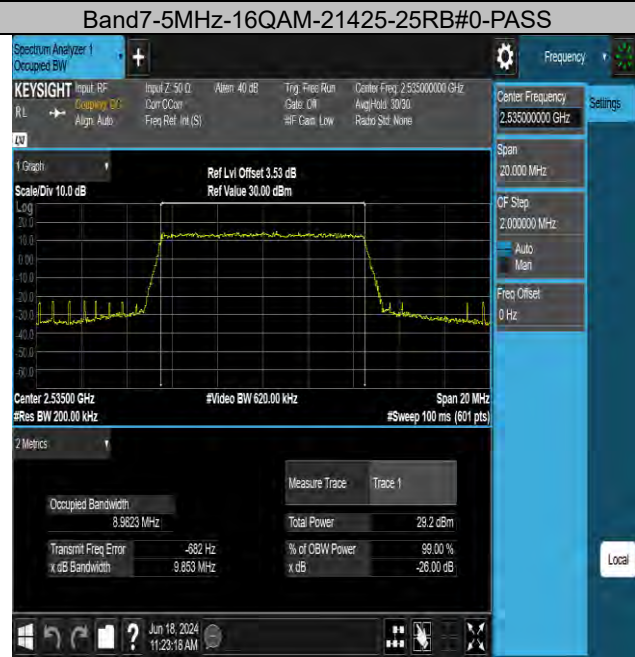 Band7-5MHz-16QAM-21425-25RB#0-PASS
Spectrum Analyzer 1
Occupied BW
Frequency
KEYSIGHT Input: RF Input Z: 50 Ω Atten: 40 dB Trig: Free Run Center Freq: 2.535000000 GHz
RL Coupling: DC Corr CCorr Gate: Off Avg|Hold: 30/30
Align: Auto Freq Ref: Int (S) #IF Gain: Low Radio Std: None
LXI
Center Frequency
2.535000000 GHz
Settings
Span
20.000 MHz
CF Step
2.000000 MHz
Auto
Man
Freq Offset
0 Hz
Local
1 Graph
Ref Lvl Offset 3.53 dB
Scale/Div 10.0 dB Ref Value 30.00 dBm
Log
20.0
10.0
0.00
-10.0
-20.0
-30.0
-40.0
-50.0
-60.0
Center 2.53500 GHz #Video BW 620.00 kHz Span 20 MHz
#Res BW 200.00 kHz #Sweep 100 ms (601 pts)
2 Metrics
Measure Trace Trace 1
Occupied Bandwidth
8.9823 MHz Total Power 29.2 dBm
Transmit Freq Error -682 Hz % of OBW Power 99.00 %
x dB Bandwidth 9.853 MHz x dB -26.00 dB
? Jun 18, 2024
11:23:18 AM